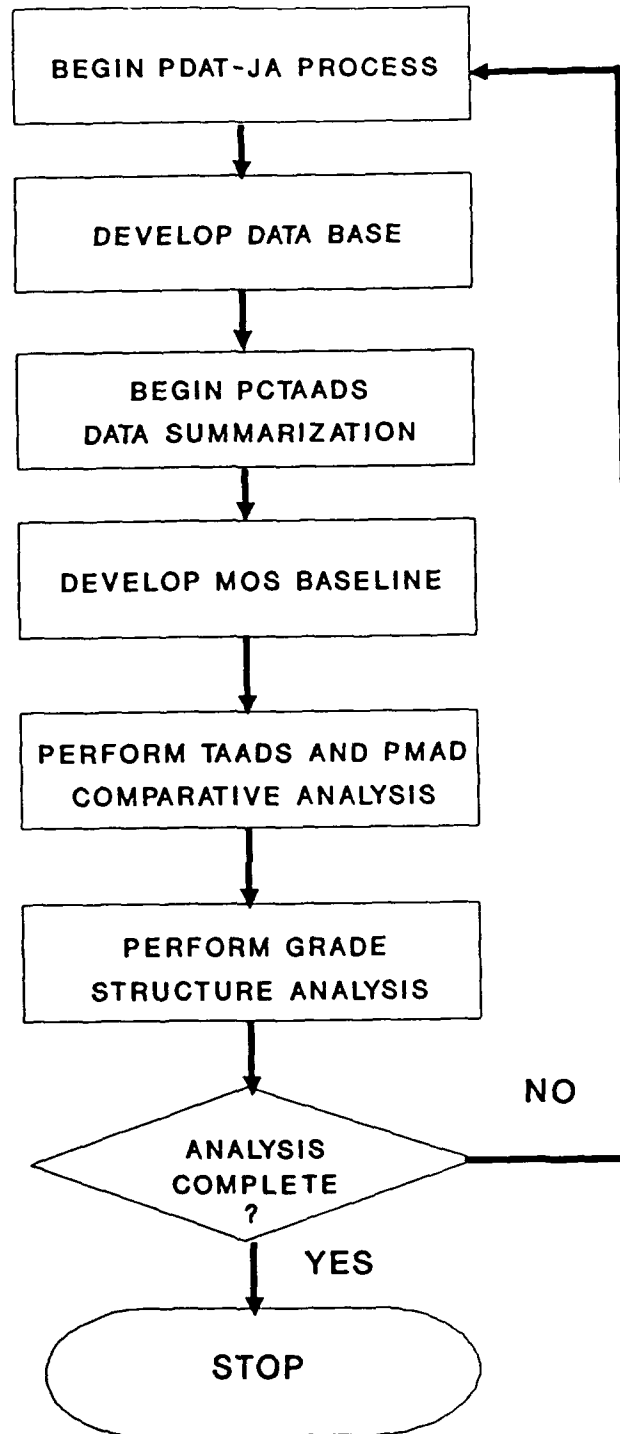 BEGIN PDAT-JA PROCESS
DEVELOP DATA BASE
BEGIN PCTAADS
DATA SUMMARIZATION
DEVELOP MOS BASELINE
PERFORM TAADS AND PMAD
COMPARATIVE ANALYSIS
PERFORM GRADE
STRUCTURE ANALYSIS
NO
ANALYSIS
COMPLETE
?
YES
STOP